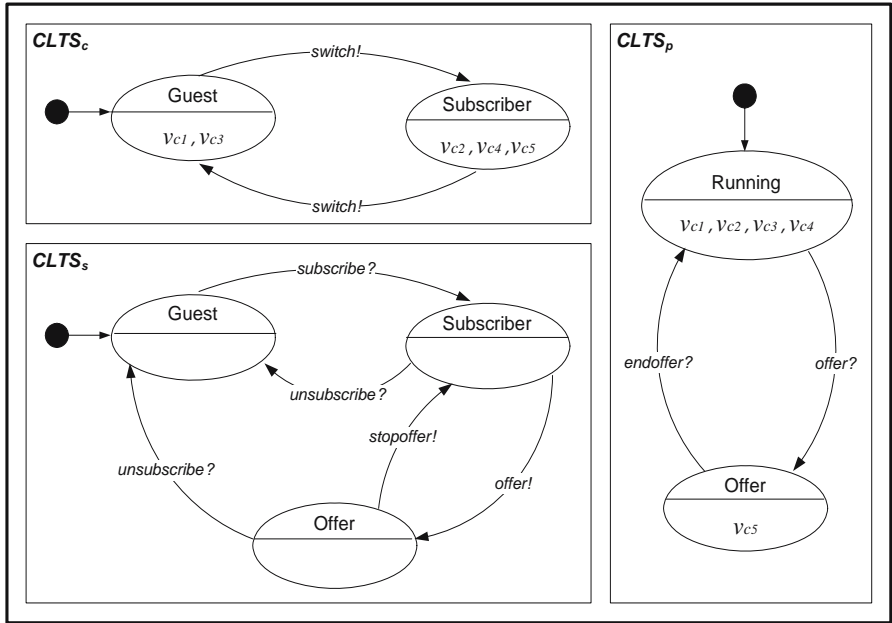 CLTSc
switch!
Guest
vc1, vc3
Subscriber
vc2, vc4, vc5
switch!
CLTSs
subscribe?
Guest
Subscriber
unsubscribe?
stopoffer!
unsubscribe?
offer!
Offer
CLTSp
Running
vc1, vc2, vc3, vc4
endoffer?
offer?
Offer
vc5